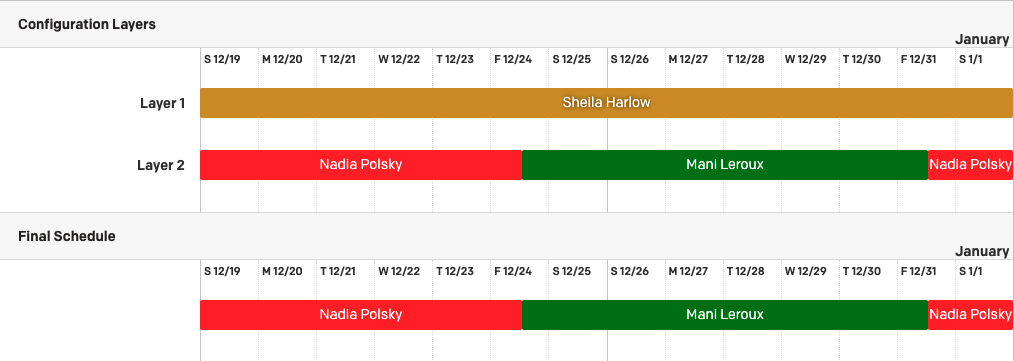 Configuration Layers
January
S 12/19 M 12/20 T 12/21 W 12/22 T 12/23 F 12/24 S 12/25 S 12/26 M 12/27 T 12/28 W 12/29 T 12/30 F 12/31 S 1/1
Layer 1 Sheila Harlow
Layer 2 Nadia Polsky Mani Leroux Nadia Polsky
Final Schedule
January
S 12/19 M 12/20 T 12/21 W 12/22 T 12/23 F 12/24 S 12/25 S 12/26 M 12/27 T 12/28 W 12/29 T 12/30 F 12/31 S 1/1
Nadia Polsky Mani Leroux Nadia Polsky